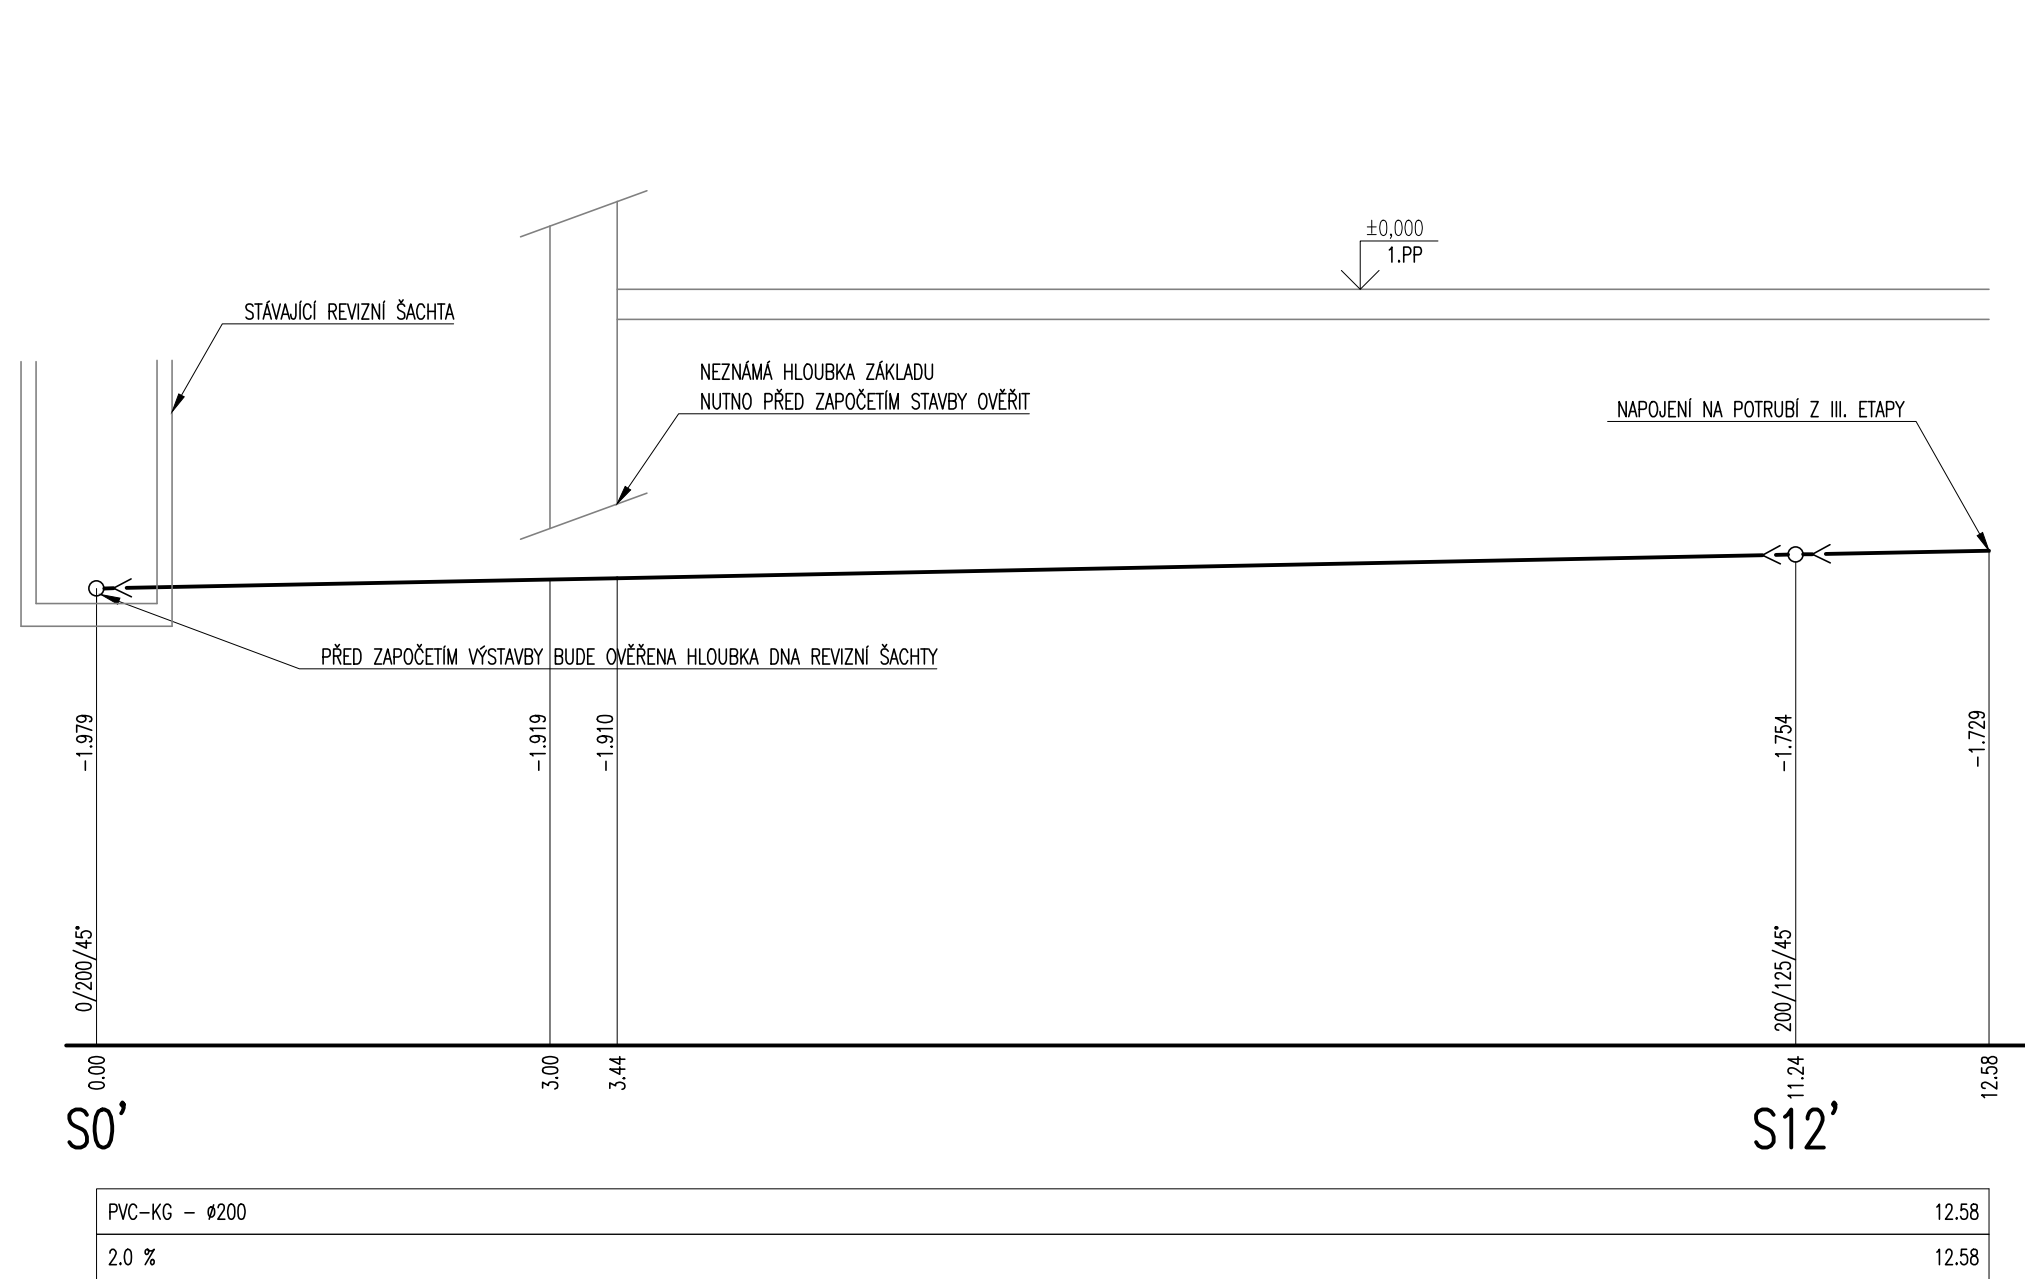 ±0,000
1.PP
STÁVAJÍCÍ REVIZNÍ ŠACHTA
NEZNÁMÁ HLOUBKA ZÁKLADU
NUTNO PŘED ZAPOČETÍM STAVBY OVĚŘIT
NAPOJENÍ NA POTRUBÍ Z III. ETAPY
PŘED ZAPOČETÍM VÝSTAVBY BUDE OVĚŘENA HLOUBKA DNA REVIZNÍ ŠACHTY
-1.979
-1.919
-1.910
-1.754
-1.729
0/200/45°
200/125/45°
0.00
3.00
3.44
11.24
12.58
S0'
S12'
PVC-KG - ø200 12.58
2.0 % 12.58